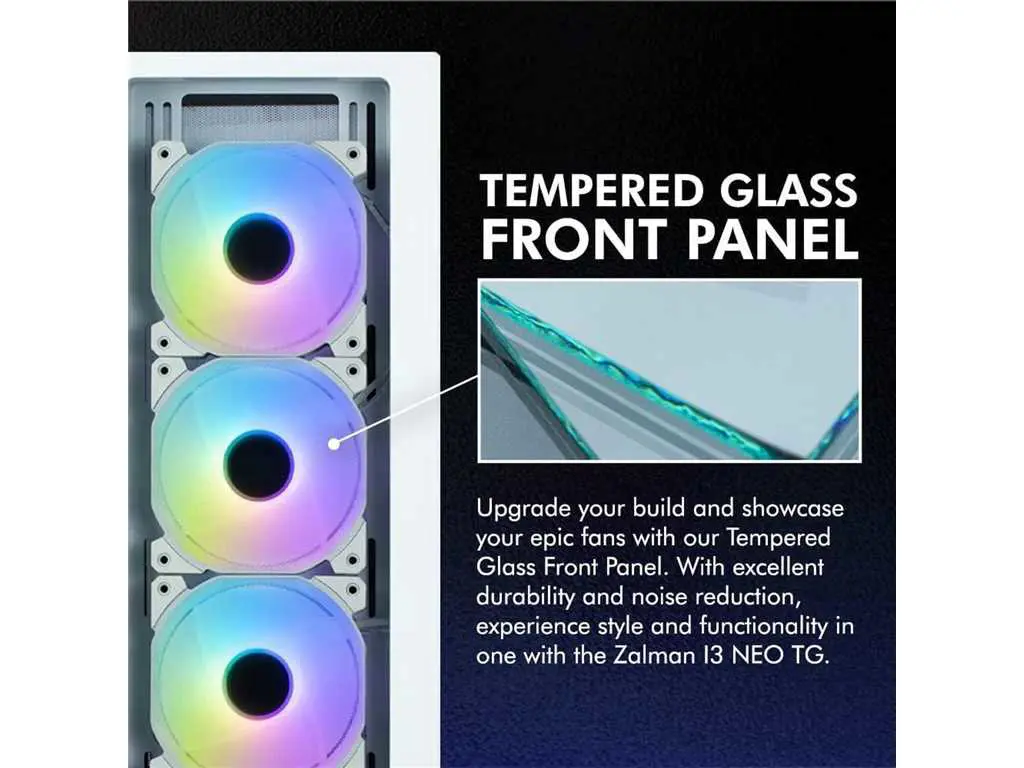 TEMPERED GLASS
FRONT PANEL
Upgrade your build and showcase
your epic fans with our Tempered
Glass Front Panel. With excellent
durability and noise reduction,
experience style and functionality in
one with the Zalman I3 NEO TG.